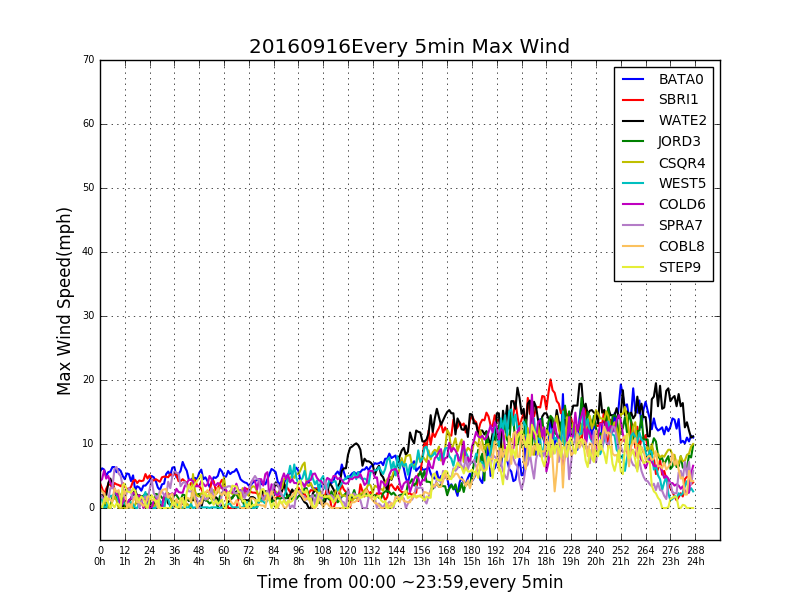 20160916Every 5min Max Wind
70
60
50
40
30
20
10
0
Max Wind Speed(mph)
BATA0
SBRI1
WATE2
JORD3
CSQR4
WEST5
COLD6
SPRA7
COBL8
STEP9
0 12 24 36 48 60 72 84 96 108 120 132 144 156 168 180 192 204 216 228 240 252 264 276 288
0h 1h 2h 3h 4h 5h 6h 7h 8h 9h 10h 11h 12h 13h 14h 15h 16h 17h 18h 19h 20h 21h 22h 23h 24h
Time from 00:00 ~23:59,every 5min